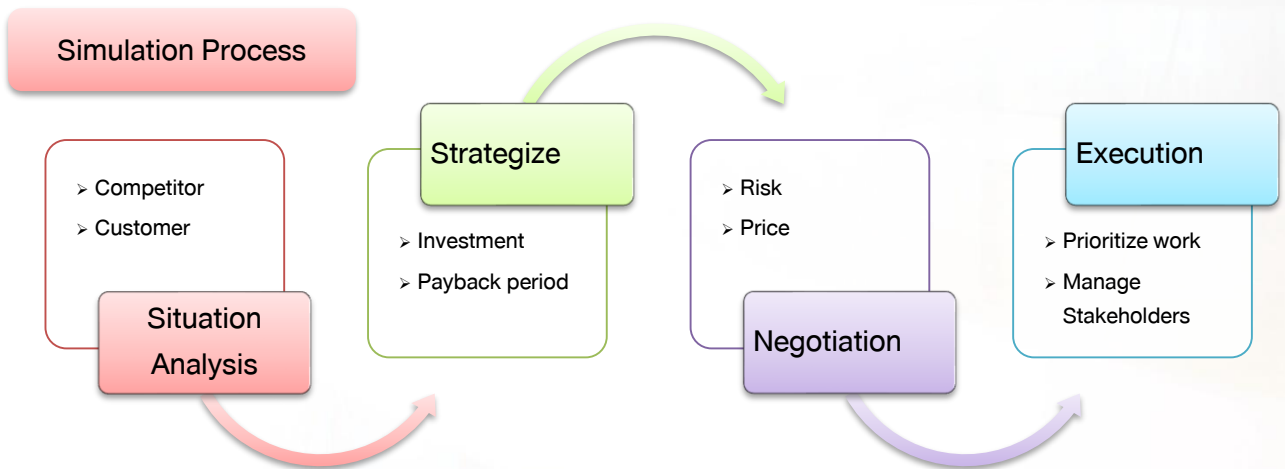 Simulation Process
➢ Competitor
➢ Customer
Situation
Analysis
Strategize
➢ Investment
➢ Payback period
➢ Risk
➢ Price
Negotiation
Execution
➢ Prioritize work
➢ Manage
Stakeholders